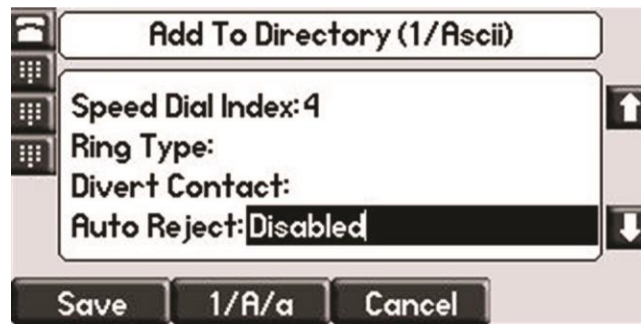 Add To Directory (1/Ascii)
Speed Dial Index:4
Ring Type:
Divert Contact:
Auto Reject:Disabled
Save 1/A/a Cancel